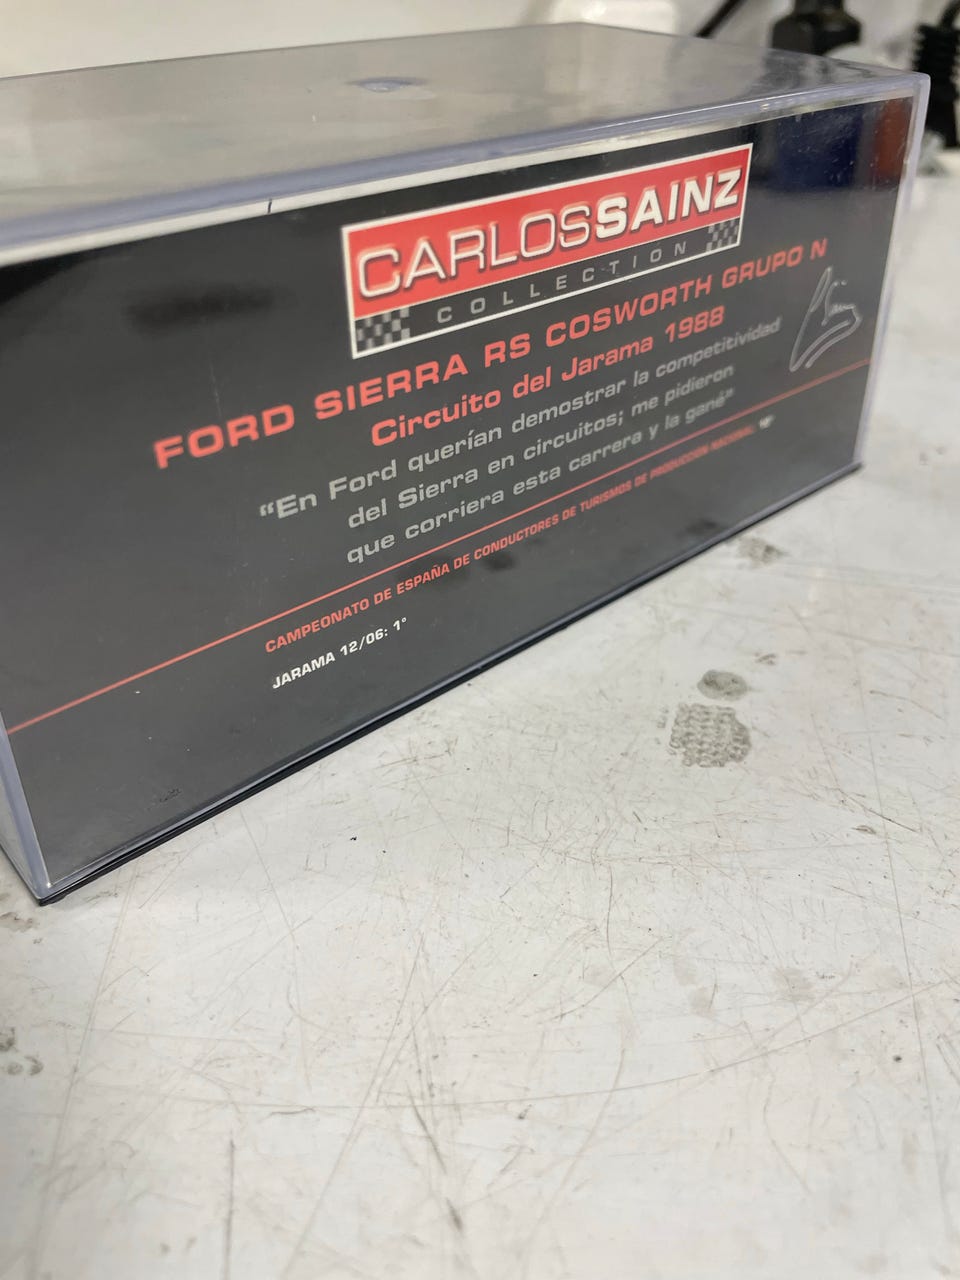 CARLOSSAINZ
COLLECTION
FORD SIERRA RS COSWORTH GRUPO N
Circuito del Jarama 1988
“En Ford querían demostrar la competitividad
del Sierra en circuitos; me pidieron
que corriera esta carrera y la gané”
CAMPEONATO DE ESPAÑA DE CONDUCTORES DE TURISMOS DE PRODUCCIÓN NACIONAL:
JARAMA 12/06: 1°